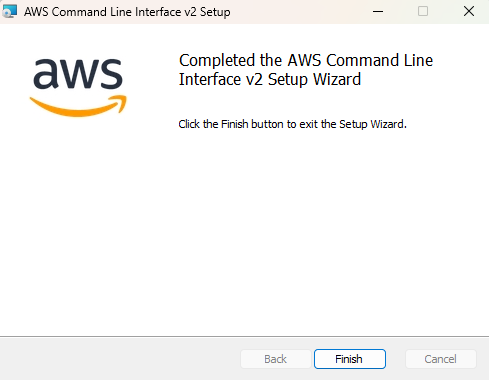 AWS Command Line Interface v2 Setup
aws
Completed the AWS Command Line
Interface v2 Setup Wizard
Click the Finish button to exit the Setup Wizard.
Back
Finish
Cancel